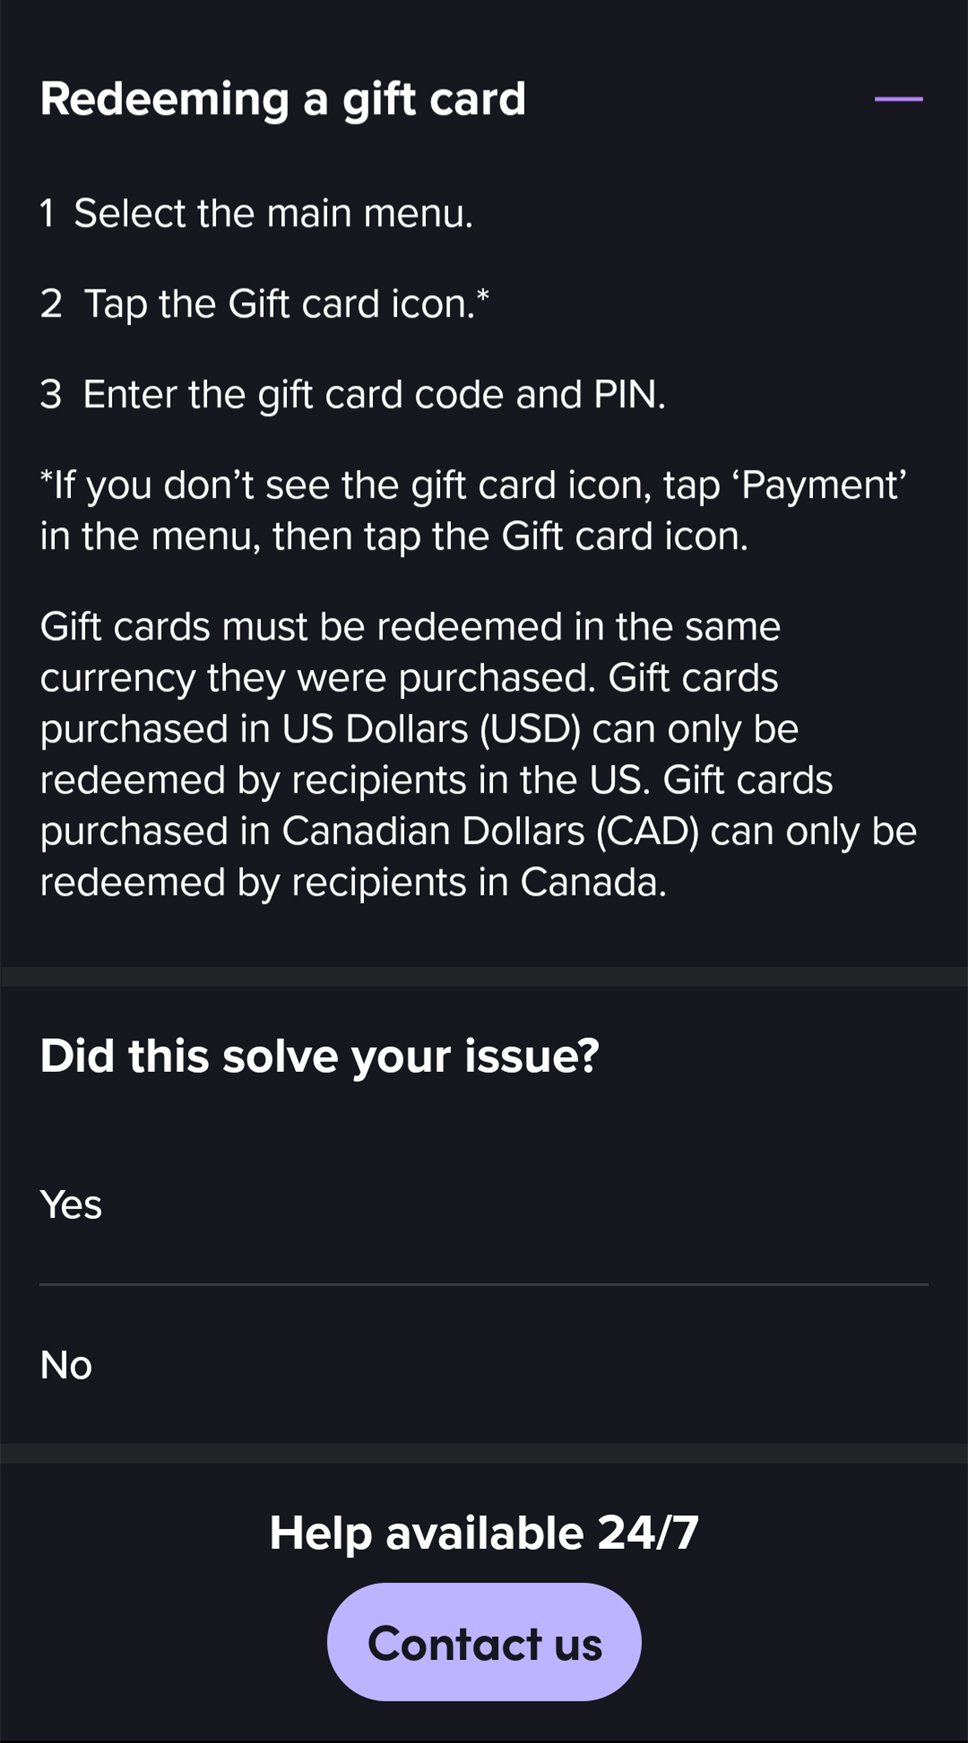 Redeeming a gift card
1 Select the main menu.
2 Tap the Gift card icon.*
3 Enter the gift card code and PIN.
*If you don’t see the gift card icon, tap ‘Payment’
in the menu, then tap the Gift card icon.
Gift cards must be redeemed in the same
currency they were purchased. Gift cards
purchased in US Dollars (USD) can only be
redeemed by recipients in the US. Gift cards
purchased in Canadian Dollars (CAD) can only be
redeemed by recipients in Canada.
Did this solve your issue?
Yes
No
Help available 24/7
Contact us